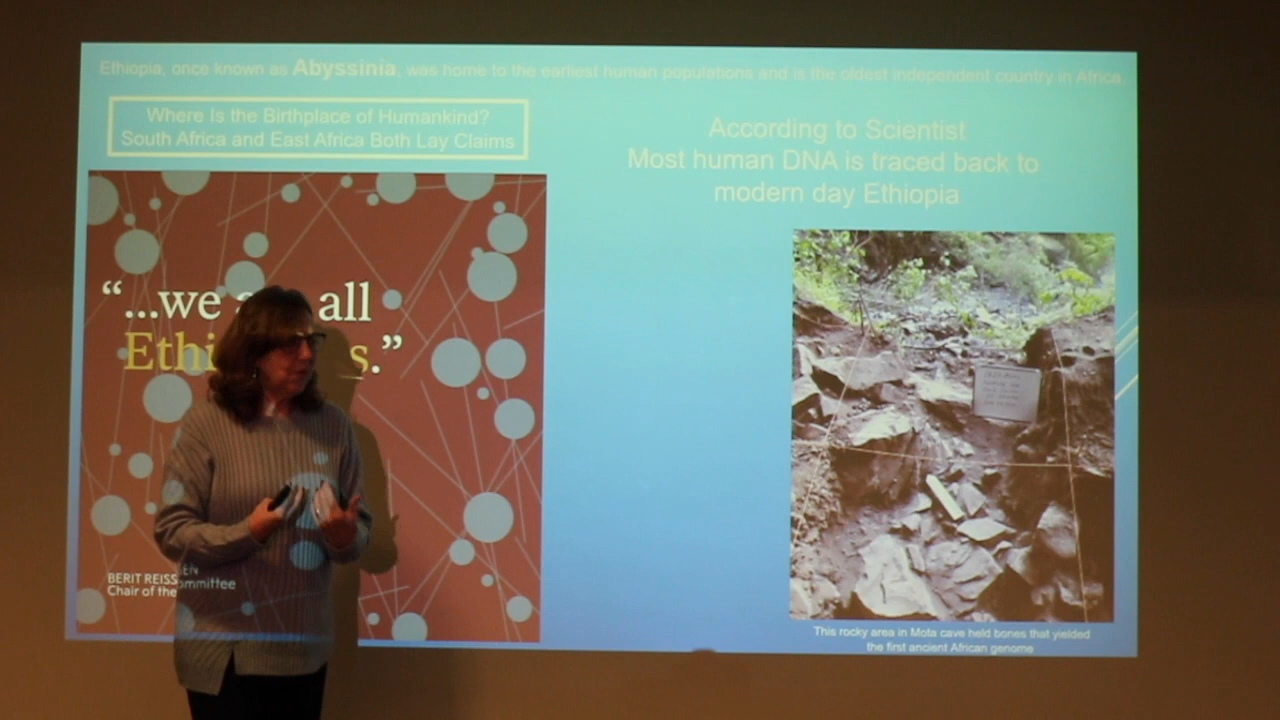 Ethiopia, once known as Abyssinia, was home to the earliest human populations and is the oldest independent country in Africa.
Where Is the Birthplace of Humankind?
South Africa and East Africa Both Lay Claims
According to Scientist
Most human DNA is traced back to
modern day Ethiopia
“...we all
Ethi s.”
BERIT REISS EN
Chair of the ommittee
This rocky area in Mota cave held bones that yielded
the first ancient African genome